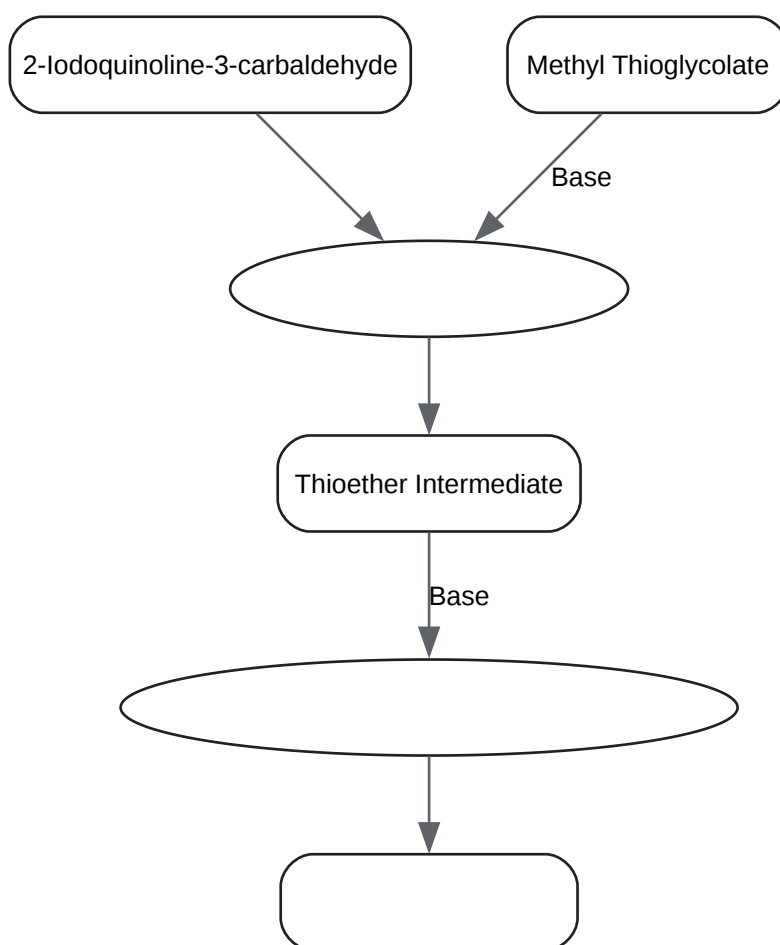 2-Iodoquinoline-3-carbaldehyde
Methyl Thioglycolate
Base
Thioether Intermediate
Base